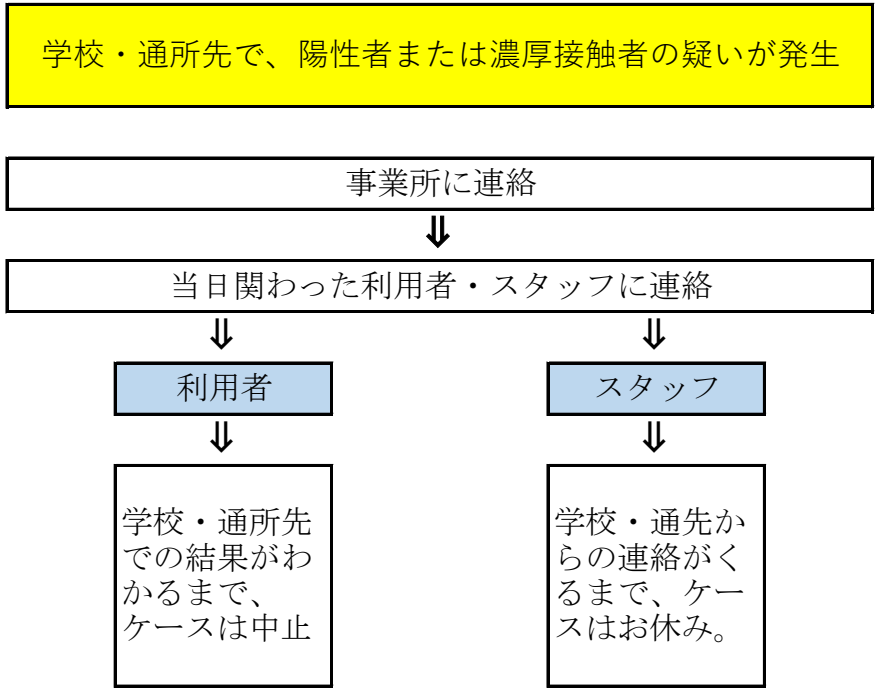 学校・通所先で、陽性者または濃厚接触者の疑いが発生
事業所に連絡
⇓
当日関わった利用者・スタッフに連絡
⇓ ⇓
利用者 スタッフ
⇓ ⇓
学校・通所先
での結果がわ
かるまで、
ケースは中止
学校・通先か
らの連絡がく
るまで、ケー
スはお休み。